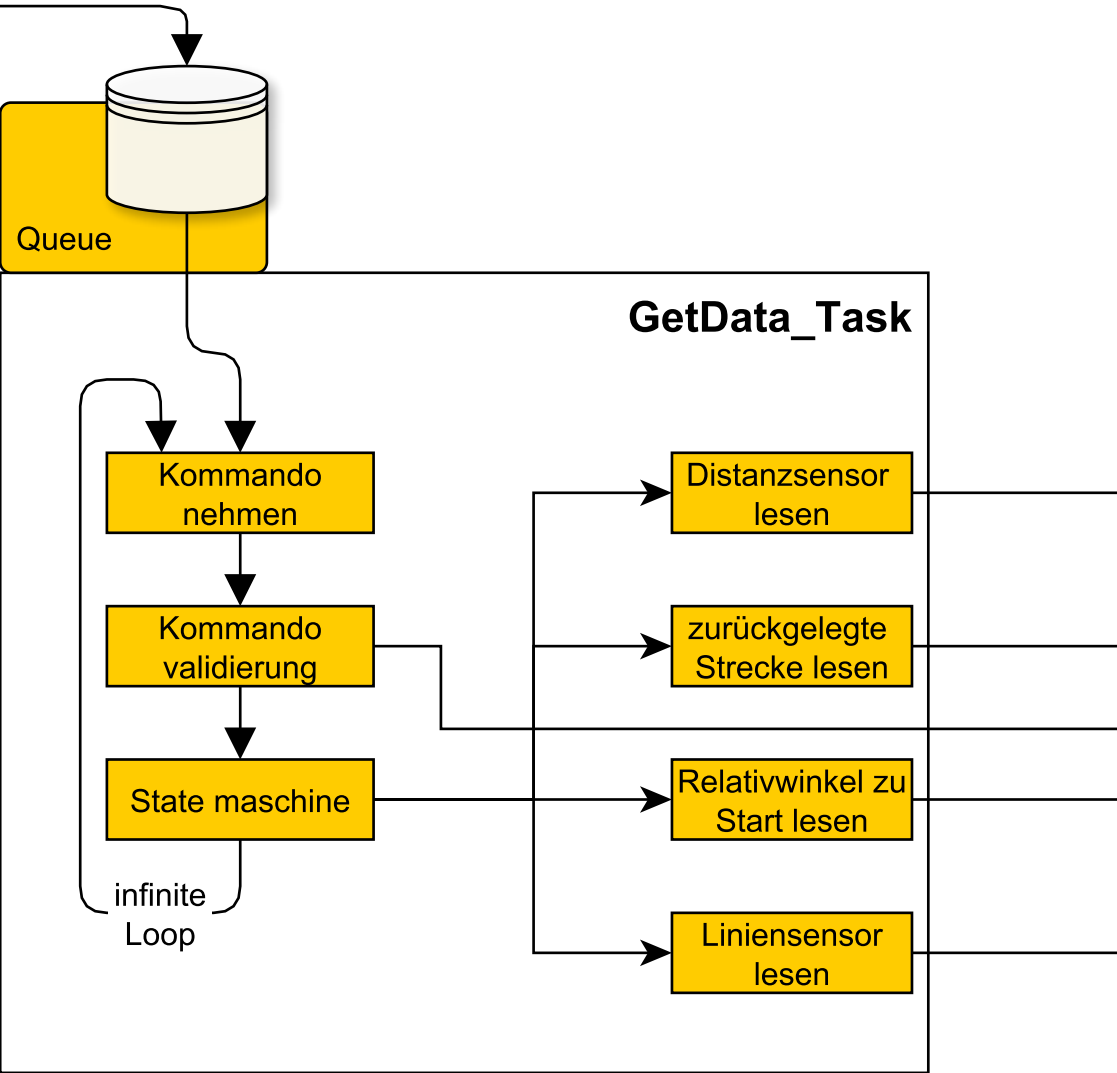 Queue
GetData_Task
Kommando
nehmen
Kommando
validierung
State maschine
infinite
Loop
Distanzsensor
lesen
zurückgelegte
Strecke lesen
Relativwinkel zu
Start lesen
Liniensensor
lesen